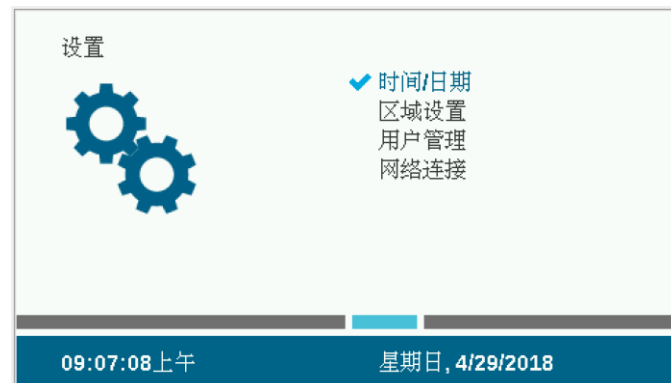 设置
时间/日期
区域设置
用户管理
网络连接
09:07:08上午
星期日, 4/29/2018